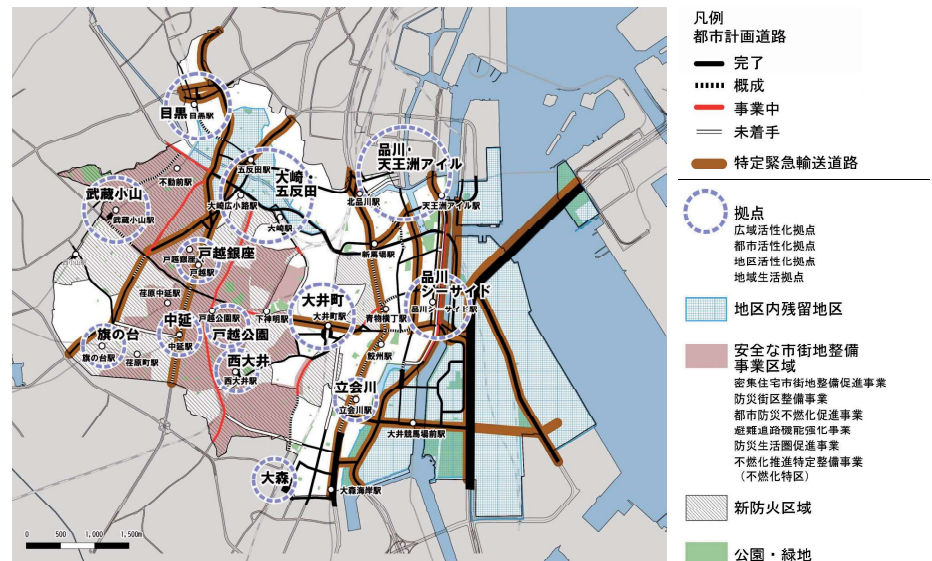 目黒
目黒駅
品川・
天王洲アイル
不動前駅
五反田駅
大崎・
五反田
武蔵小山
武蔵小山駅
大崎広小路駅
大崎駅
北品川駅
天王洲アイル駅
戸越銀座
戸越銀座駅
戸越駅
新馬場駅
品川
シーサイド
品川シーサイド駅
荏原中延駅
大井町
大井町駅
青物横丁駅
戸越公園駅
下神明駅
中延
中延駅
戸越公園
旗の台
旗の台駅
荏原町駅
西大井
西大井駅
鮫洲駅
立会川
立会川駅
大井競馬場前駅
大森
大森海岸駅
0 500 1,000 1,500m
凡例
都市計画道路
完了
概成
事業中
未着手
特定緊急輸送道路
拠点
広域活性化拠点
都市活性化拠点
地区活性化拠点
地域生活拠点
地区内残留地区
安全な市街地整備
事業区域
密集住宅市街地整備促進事業
防災街区整備事業
都市防災不燃化促進事業
避難道路機能強化事業
防災生活圏促進事業
不燃化推進特定整備事業
(不燃化特区)
新防火区域
公園・緑地